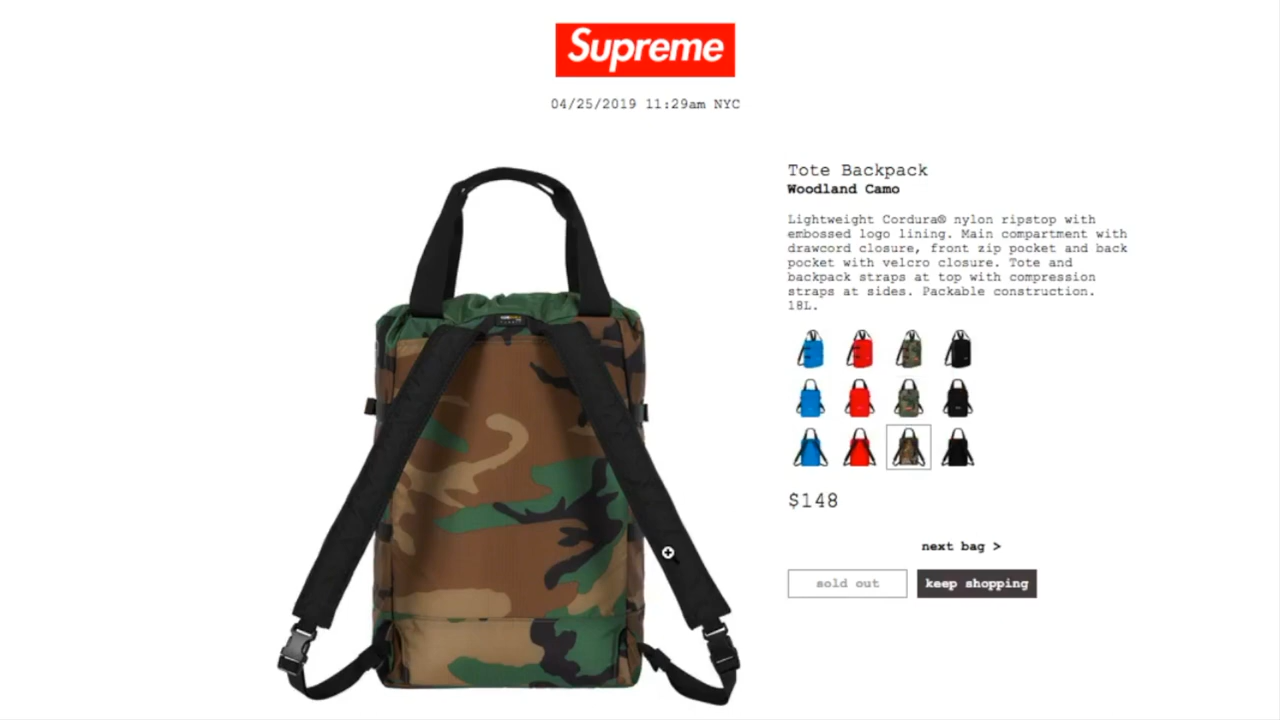 Supreme
04/25/2019 11:29am NYC
Tote Backpack
Woodland Camo
Lightweight Cordura® nylon ripstop with
embossed logo lining. Main compartment with
drawcord closure, front zip pocket and back
pocket with velcro closure. Tote and
backpack straps at top with compression
straps at sides. Packable construction.
18L.
$148
next bag >
sold out
keep shopping